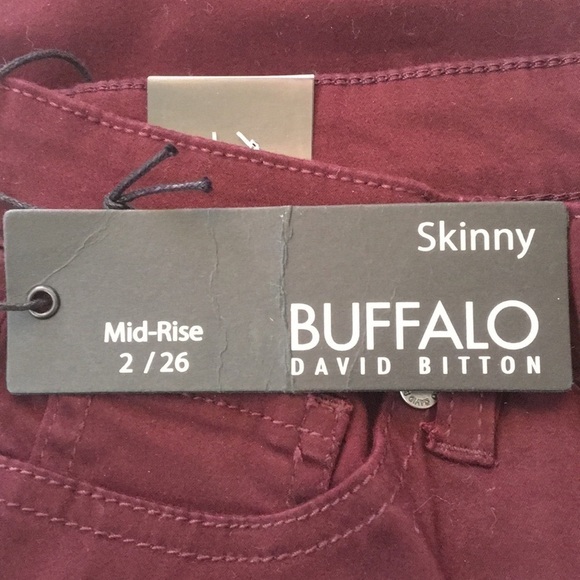 Skinny
Mid-Rise
2 / 26
BUFFALO
DAVID BITTON